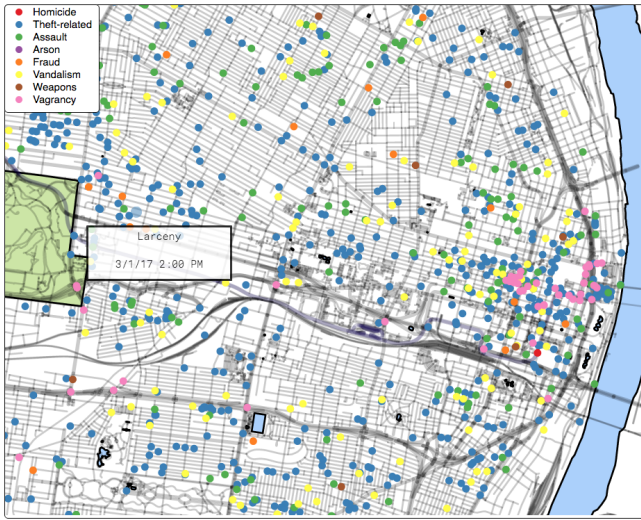 Homicide
Theft-related
Assault
Arson
Fraud
Vandalism
Weapons
Vagrancy
Larceny
3/1/17 2:00 PM